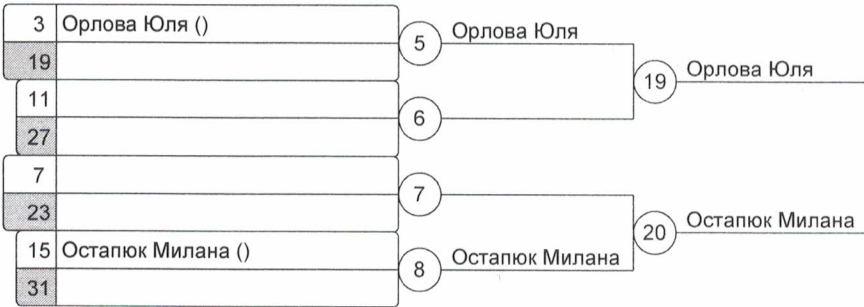 3 Орлова Юля ()
19
5 Орлова Юля
11
27
6
19 Орлова Юля
7
23
7
15 Остапюк Милана ()
31
8 Остапюк Милана
20 Остапюк Милана